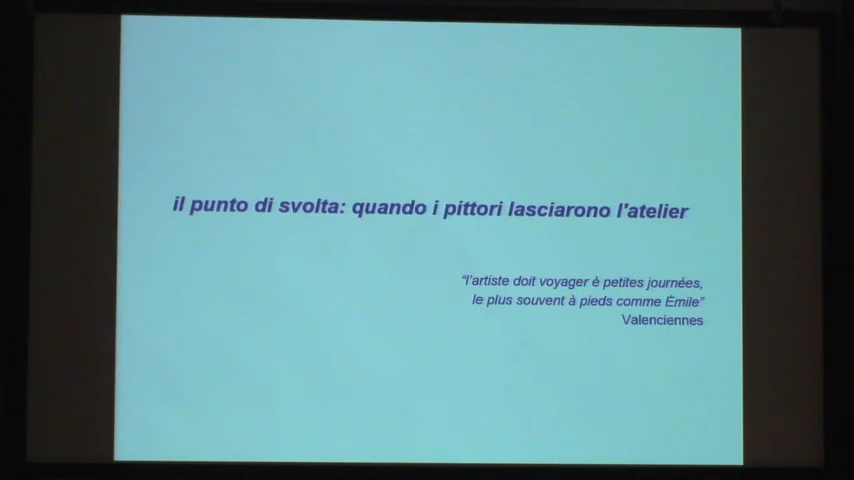 il punto di svolta: quando i pittori lasciarono l'atelier
“l’artiste doit voyager è petites journées,
le plus souvent à pieds comme Émile”
Valenciennes